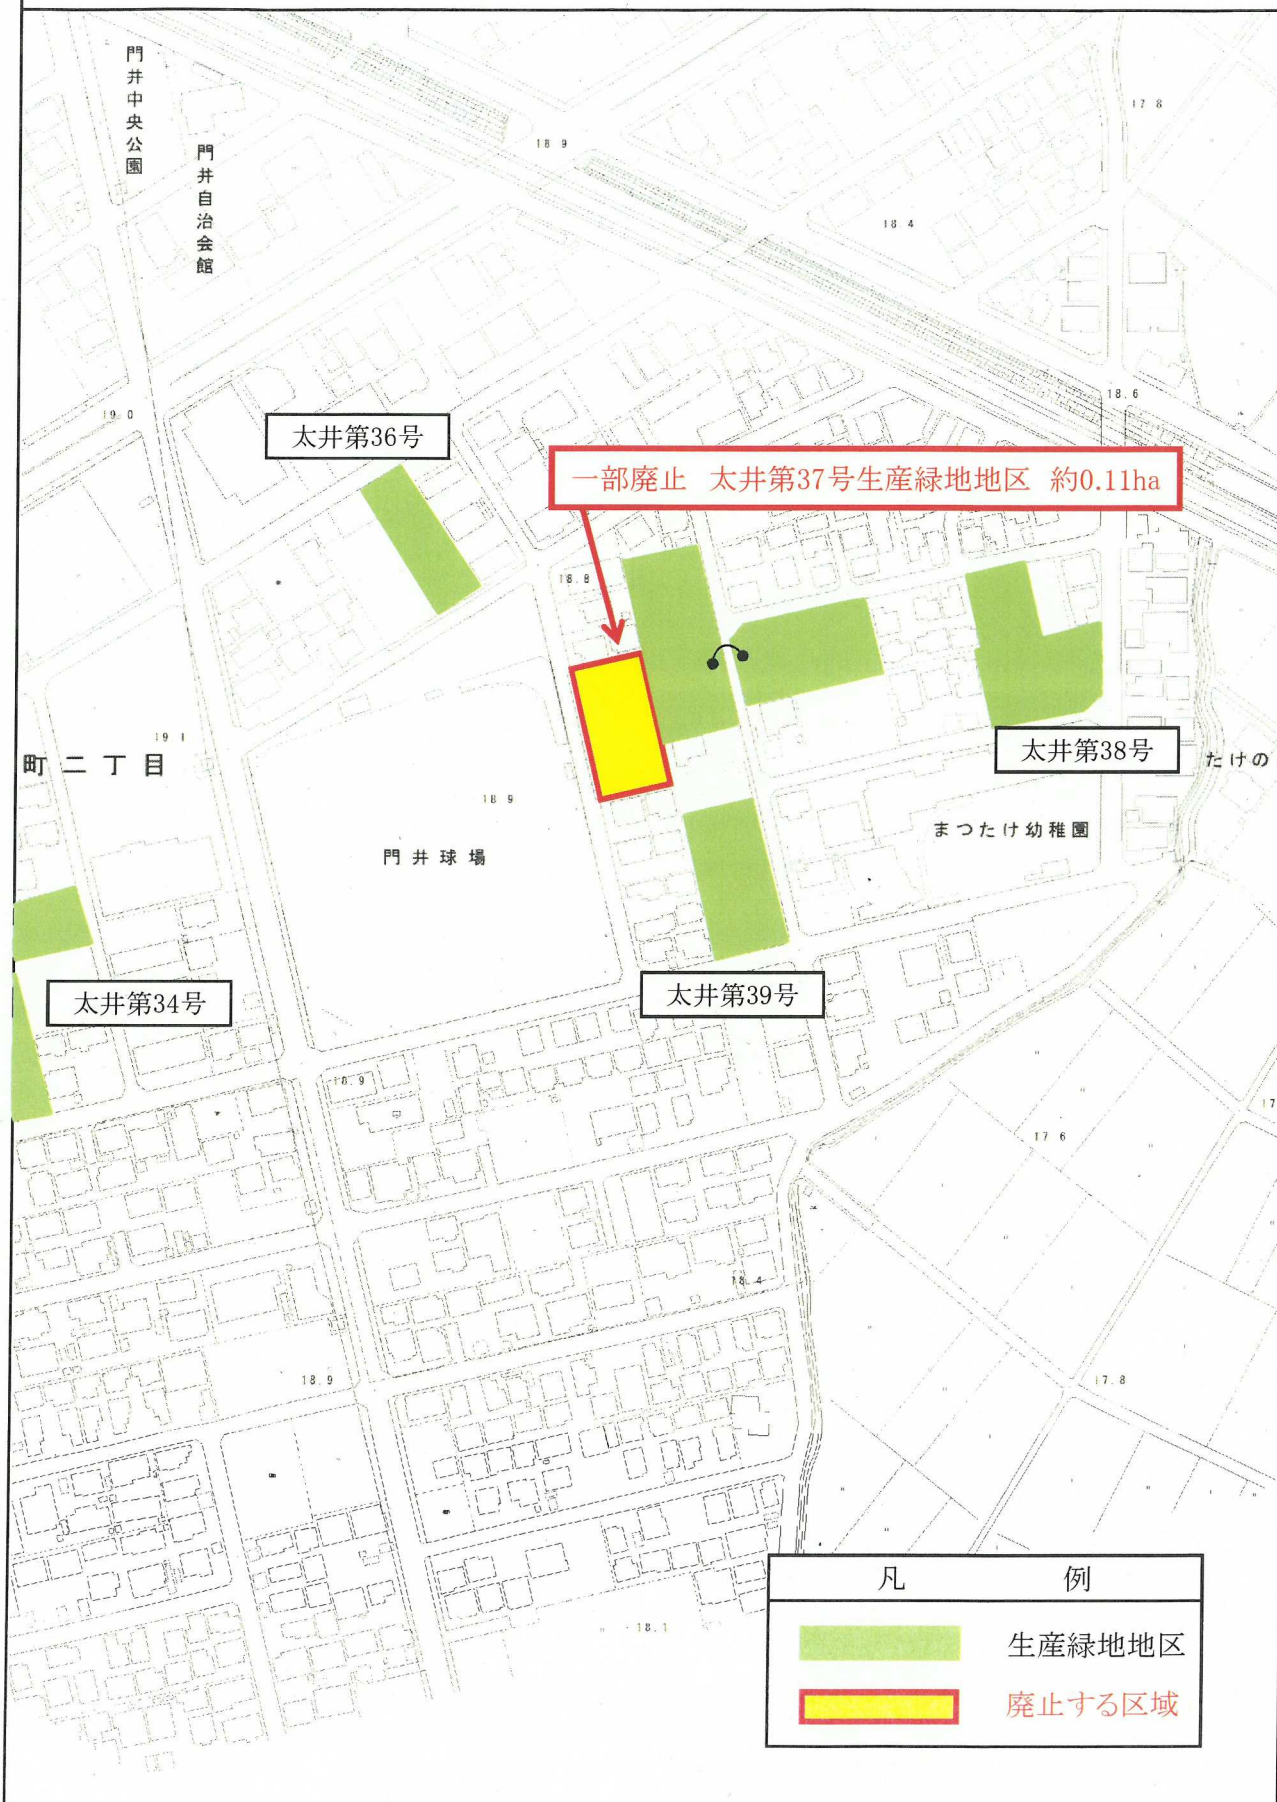 門井中央公園
門井自治会館
18 9
17 8
18 4
19 0
18.6
太井第36号
一部廃止 太井第37号生産緑地地区 約0.11ha
18.8
19 1
町二丁目
太井第38号
たけの
18 9
門井球場
まつたけ幼稚園
太井第34号
太井第39号
18.9
17
17 6
18.4
18.9
17.8
18.1
凡例
生産緑地地区
廃止する区域